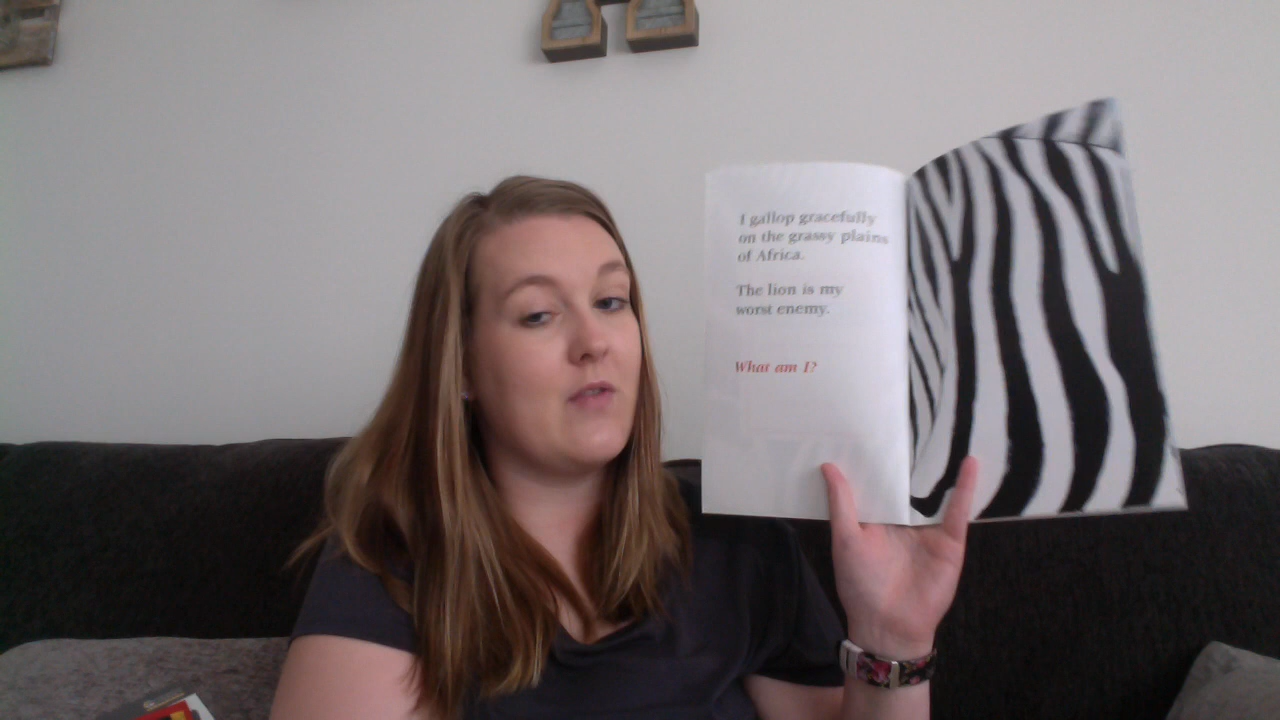 I gallop gracefully
on the grassy plains
of Africa.
The lion is my
worst enemy.
What am I?